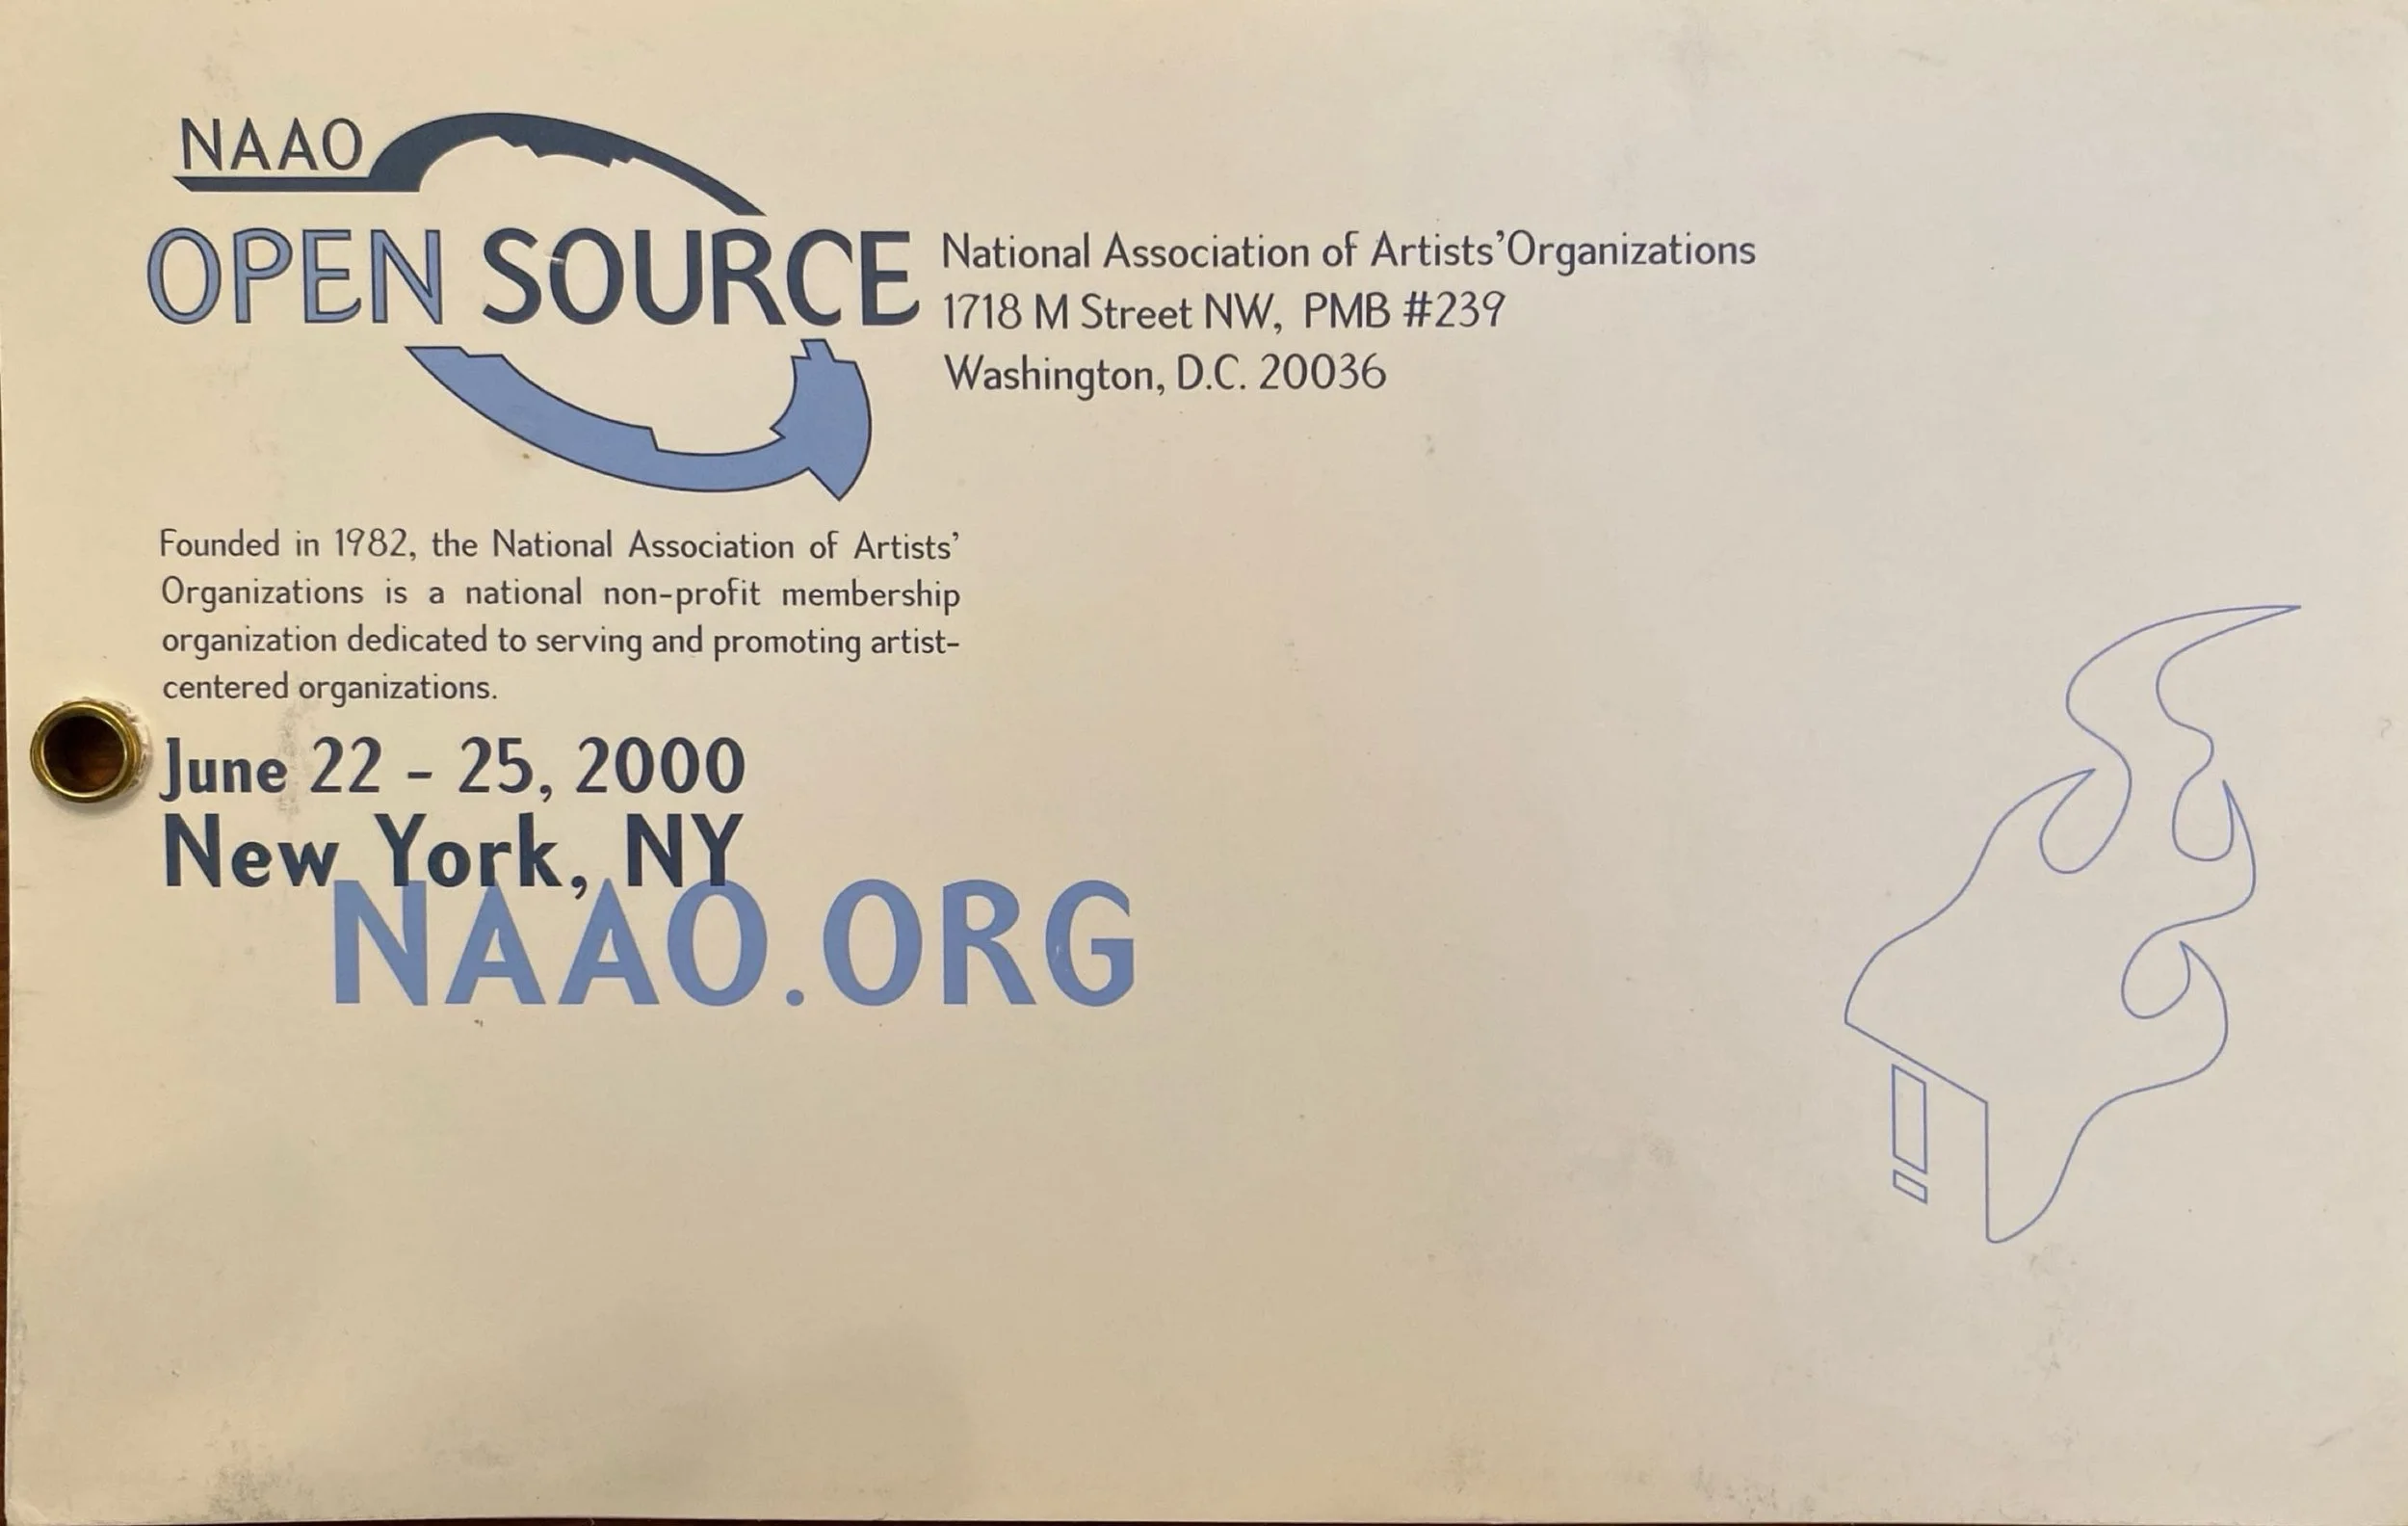 NAAO
OPEN SOURCE
National Association of Artists'Organizations
1718 M Street NW, PMB #239
Washington, D.C. 20036
Founded in 1982, the National Association of Artists'
Organizations is a national non-profit membership
organization dedicated to serving and promoting artist-
centered organizations.
June 22 - 25, 2000
New York, NY
NAAO.ORG